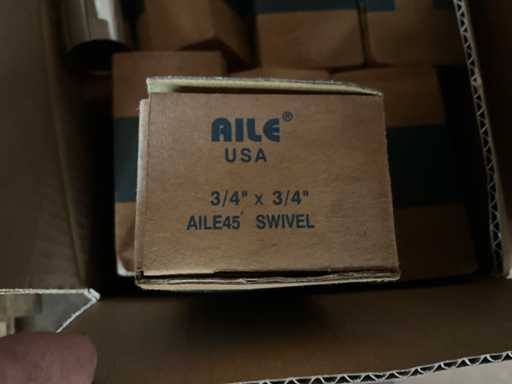 AILE®
USA
3/4" x 3/4"
AILE45° SWIVEL